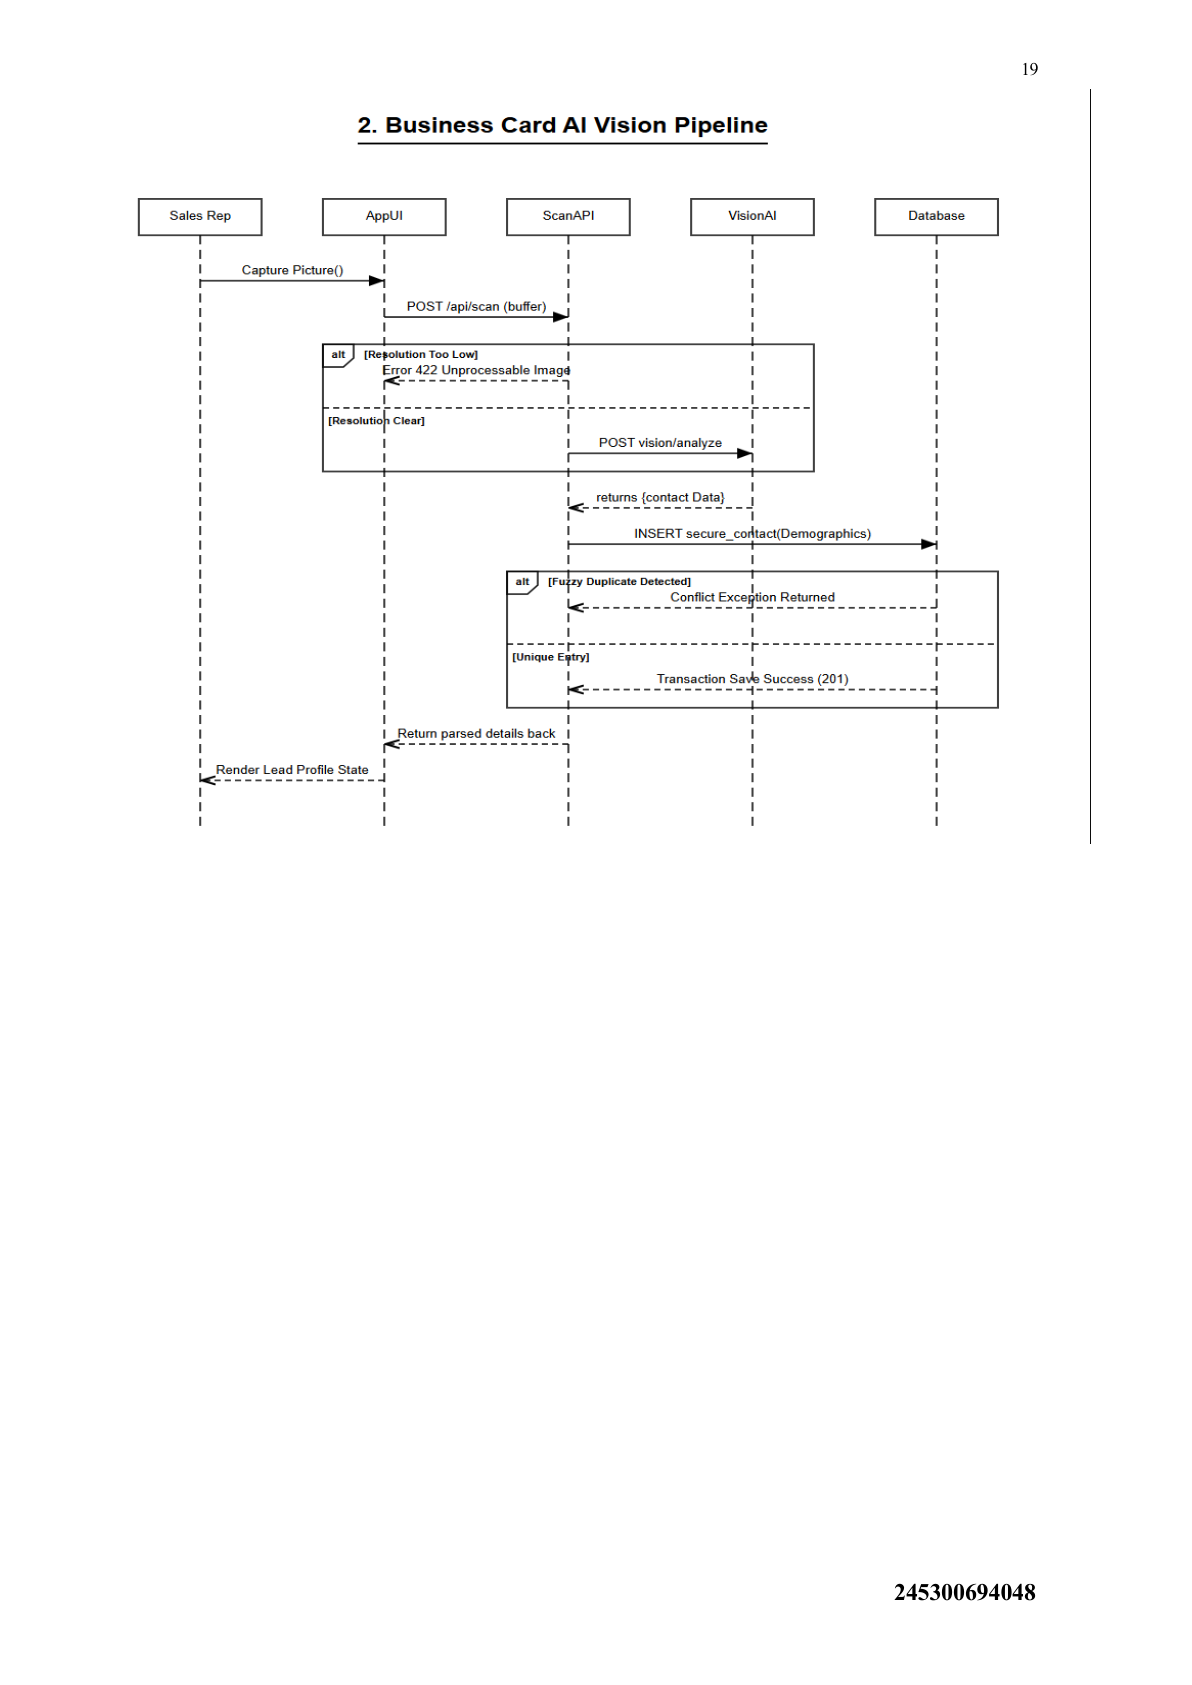 19
2. Business Card AI Vision Pipeline
Sales Rep
AppUI
ScanAPI
VisionAI
Database
Capture Picture()
POST /api/scan (buffer)
alt [Resolution Too Low]
Error 422 Unprocessable Image
[Resolution Clear]
POST vision/analyze
returns {contact Data}
INSERT secure_contact(Demographics)
alt [Fuzzy Duplicate Detected]
Conflict Exception Returned
[Unique Entry]
Transaction Save Success (201)
Return parsed details back
Render Lead Profile State
245300694048